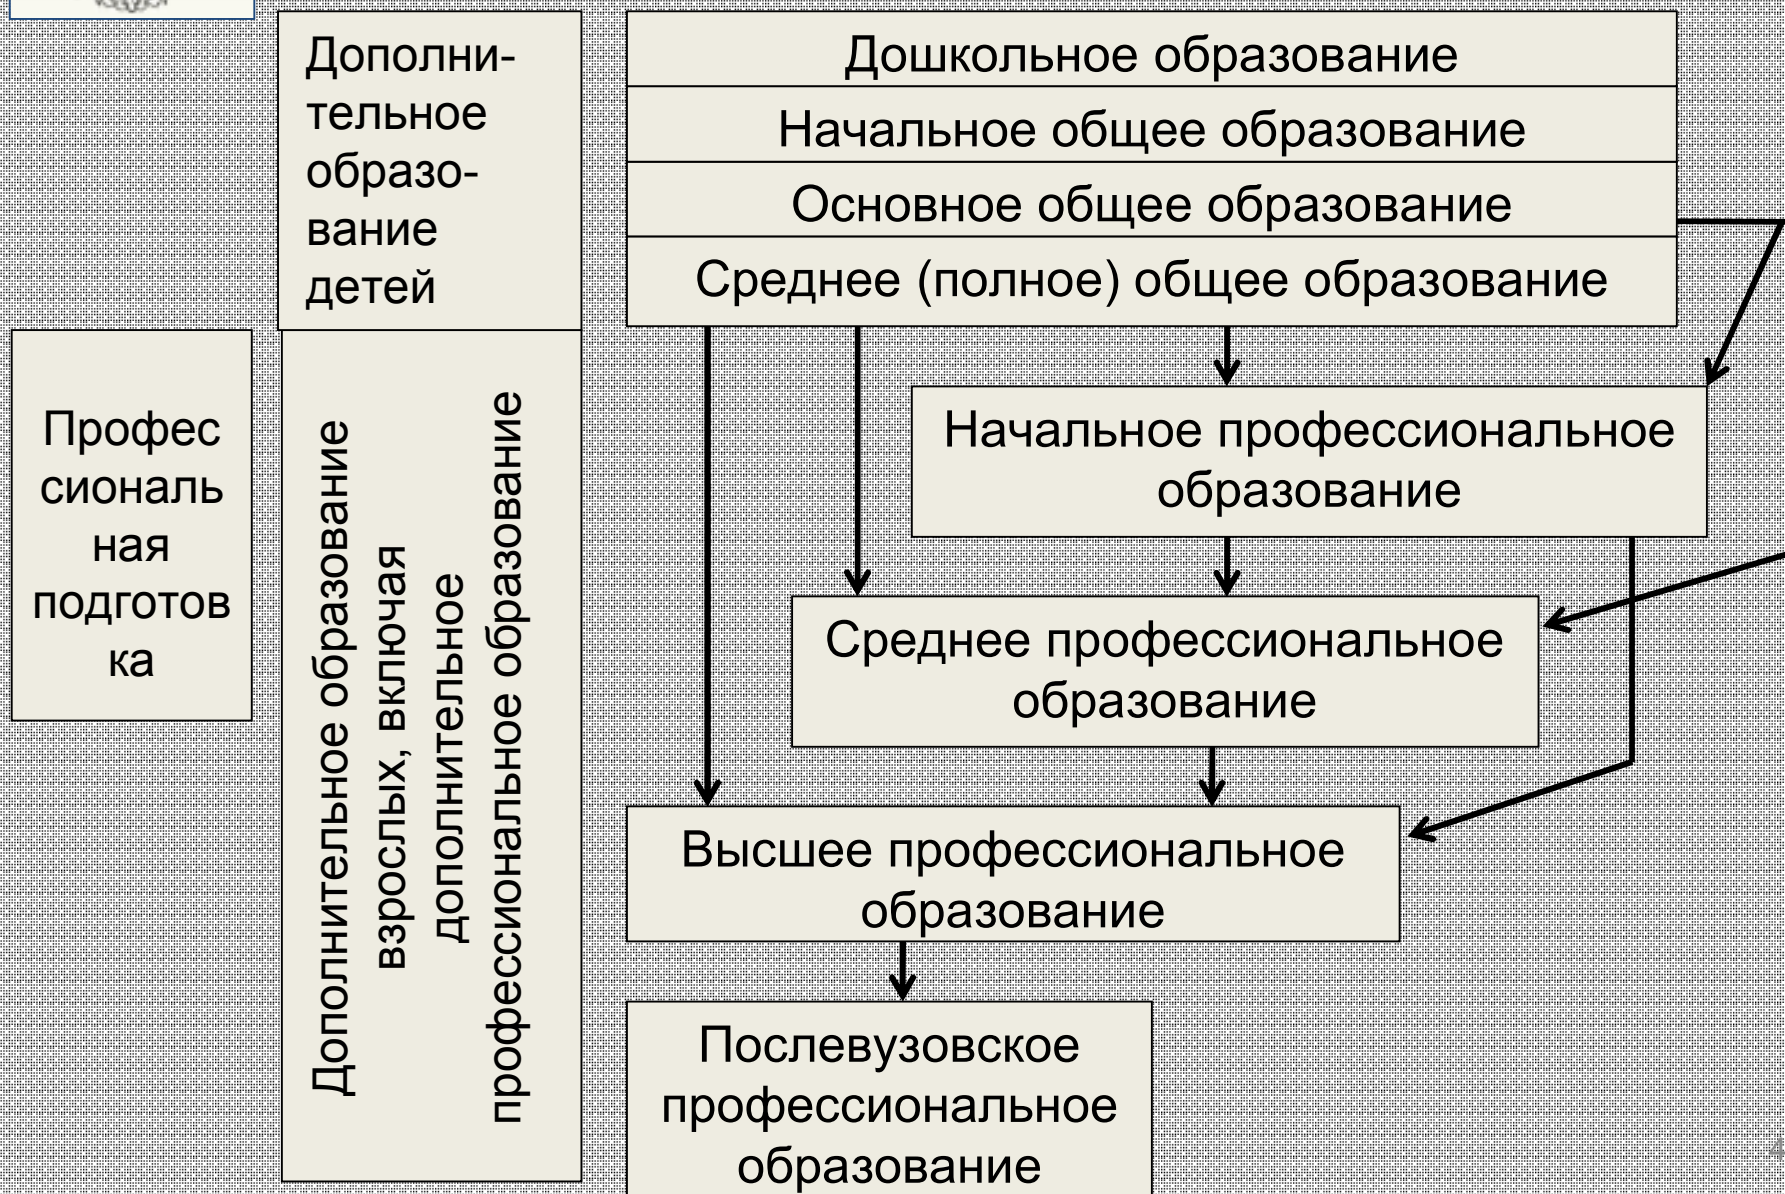 Дополни-
тельное
образо-
вание
детей
Дошкольное образование
Начальное общее образование
Основное общее образование
Среднее (полное) общее образование
Профес
сиональ
ная
подготов
ка
Дополнительное образование
взрослых, включая
дополнительное
профессиональное образование
Начальное профессиональное
образование
Среднее профессиональное
образование
Высшее профессиональное
образование
Послевузовское
профессиональное
образование
4